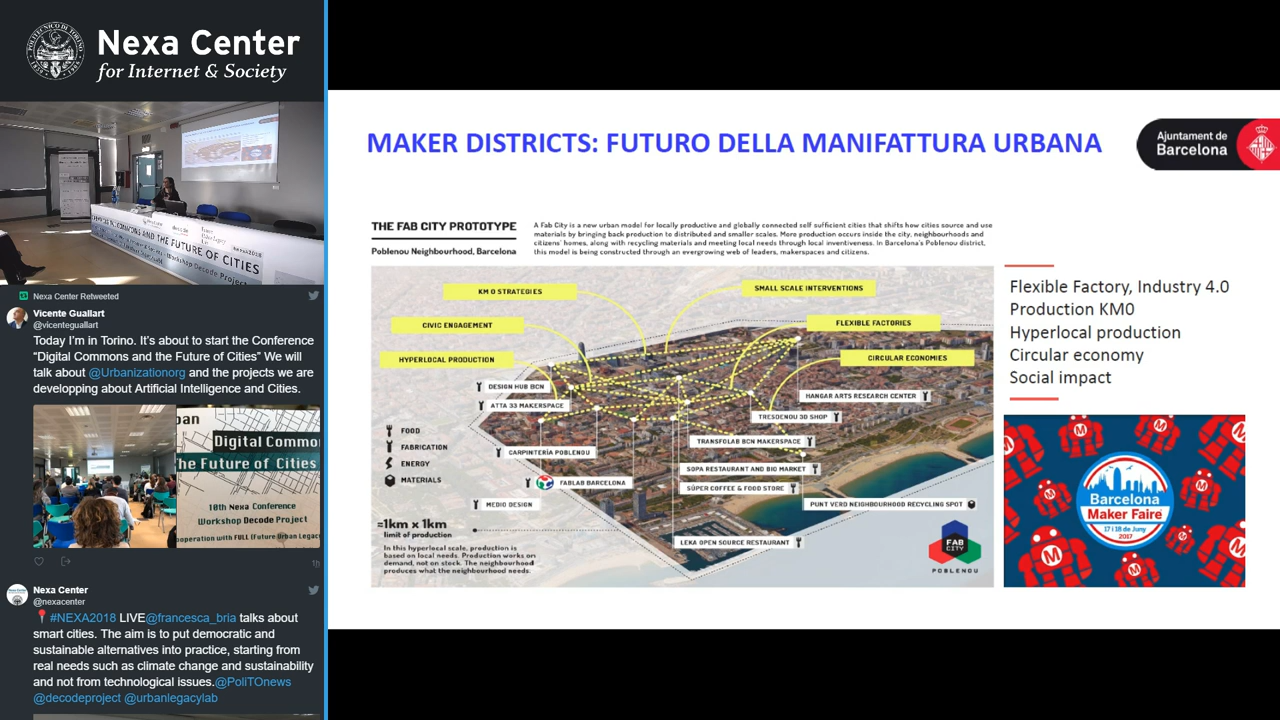 Nexa Center
for Internet & Society
COMMONS AND THE FUTURE OF CITIES
Nexa Center Retweeted
Vicente Guallart
@vicenteguallart
Today I'm in Torino. It's about to start the Conference
"Digital Commons and the Future of Cities" We will
talk about @Urbanizationorg and the projects we are
developping about Artificial Intelligence and Cities.
Digital Commo
he Future of Cities
18th Nexa Conference
Workshop Decode Project
ooperation with FULL (Future Urban Legac
Nexa Center
@nexacenter
#NEXA2018 LIVE@francesca_bria talks about
smart cities. The aim is to put democratic and
sustainable alternatives into practice, starting from
real needs such as climate change and sustainability
and not from technological issues.@PoliTOnews
@decodeproject @urbanlegacylab
MAKER DISTRICTS: FUTURO DELLA MANIFATTURA URBANA
Ajuntament de
Barcelona
THE FAB CITY PROTOTYPE
Poblenou Neighbourhood, Barcelona
A Fab City is a new urban model for locally productive and globally connected self sufficient cities that shifts how cities source and use
materials by bringing back production to distributed and smaller scales. More production occurs inside the city, neighbourhoods and
citizens' homes, along with recycling materials and meeting local needs through local inventiveness. In Barcelona's Poblenou district,
this model is being constructed through an evergrowing web of leaders, makerspaces and citizens.
KM 0 STRATEGIES
SMALL SCALE INTERVENTIONS
CIVIC ENGAGEMENT
FLEXIBLE FACTORIES
HYPERLOCAL PRODUCTION
CIRCULAR ECONOMIES
DESIGN HUB BCN
HANGAR ARTS RESEARCH CENTER
ATTA 33 MAKERSPACE
TRESDENOU 3D SHOP
FOOD
FABRICATION
ENERGY
MATERIALS
TRANSFOLAB BCN MAKERSPACE
CARPINTERÍA POBLENOU
SOPA RESTAURANT AND BIO MARKET
FABLAB BARCELONA
SÚPER COFFEE & FOOD STORE
MEDIO DESIGN
PUNT VERD NEIGHBOURHOOD RECYCLING SPOT
≈1km x 1km
limit of production
In this hyperlocal scale, production is
based on local needs. Production works on
demand, not on stock. The neighbourhood
produces what the neighbourhood needs.
LEKA OPEN SOURCE RESTAURANT
FAB
CITY
POBLENOU
Flexible Factory, Industry 4.0
Production KM0
Hyperlocal production
Circular economy
Social impact
Barcelona
Maker Faire
17 i 18 de Juny
2017